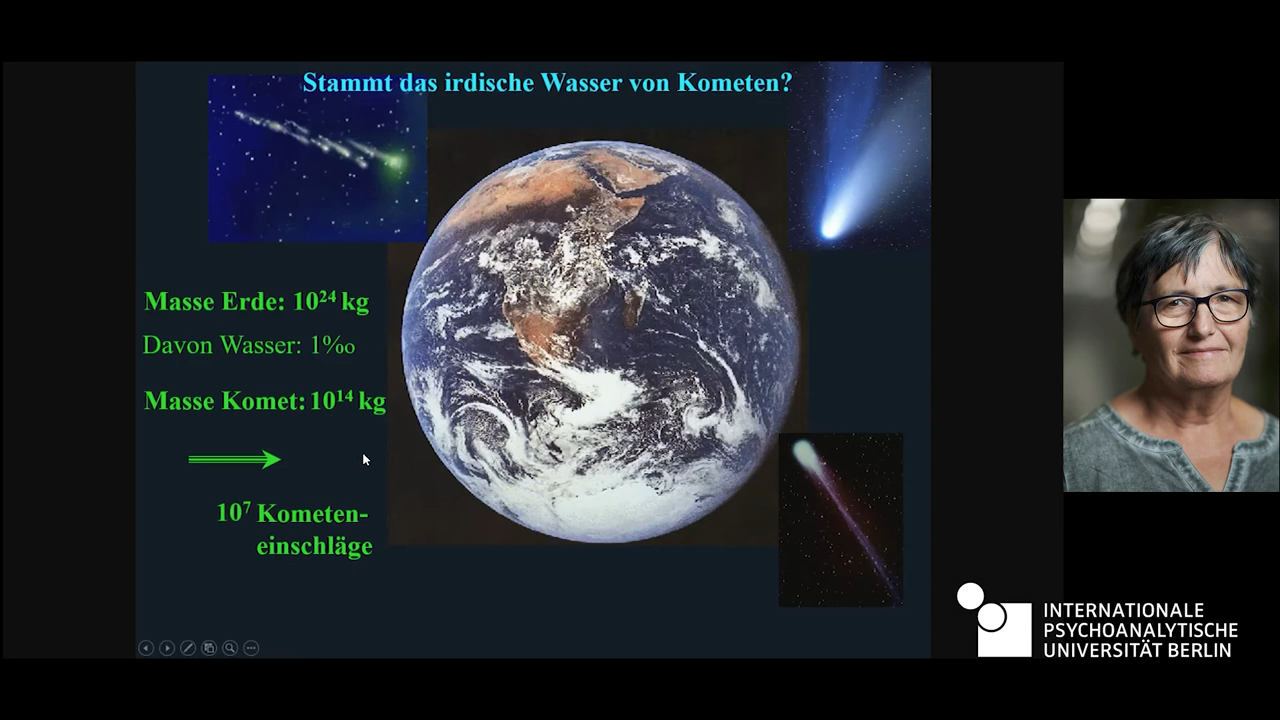 Stammt das irdische Wasser von Kometen?
Masse Erde: 10²⁴ kg
Davon Wasser: 1‰
Masse Komet: 10¹⁴ kg
10⁷ Kometen-
einschläge
INTERNATIONALE
PSYCHOANALYTISCHE
UNIVERSITÄT BERLIN